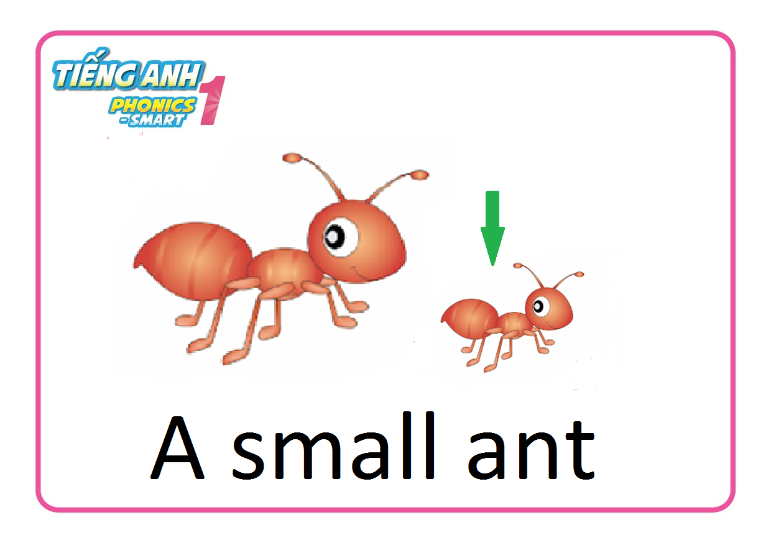 TIẾNG ANH 1
PHONICS
-SMART
A small ant